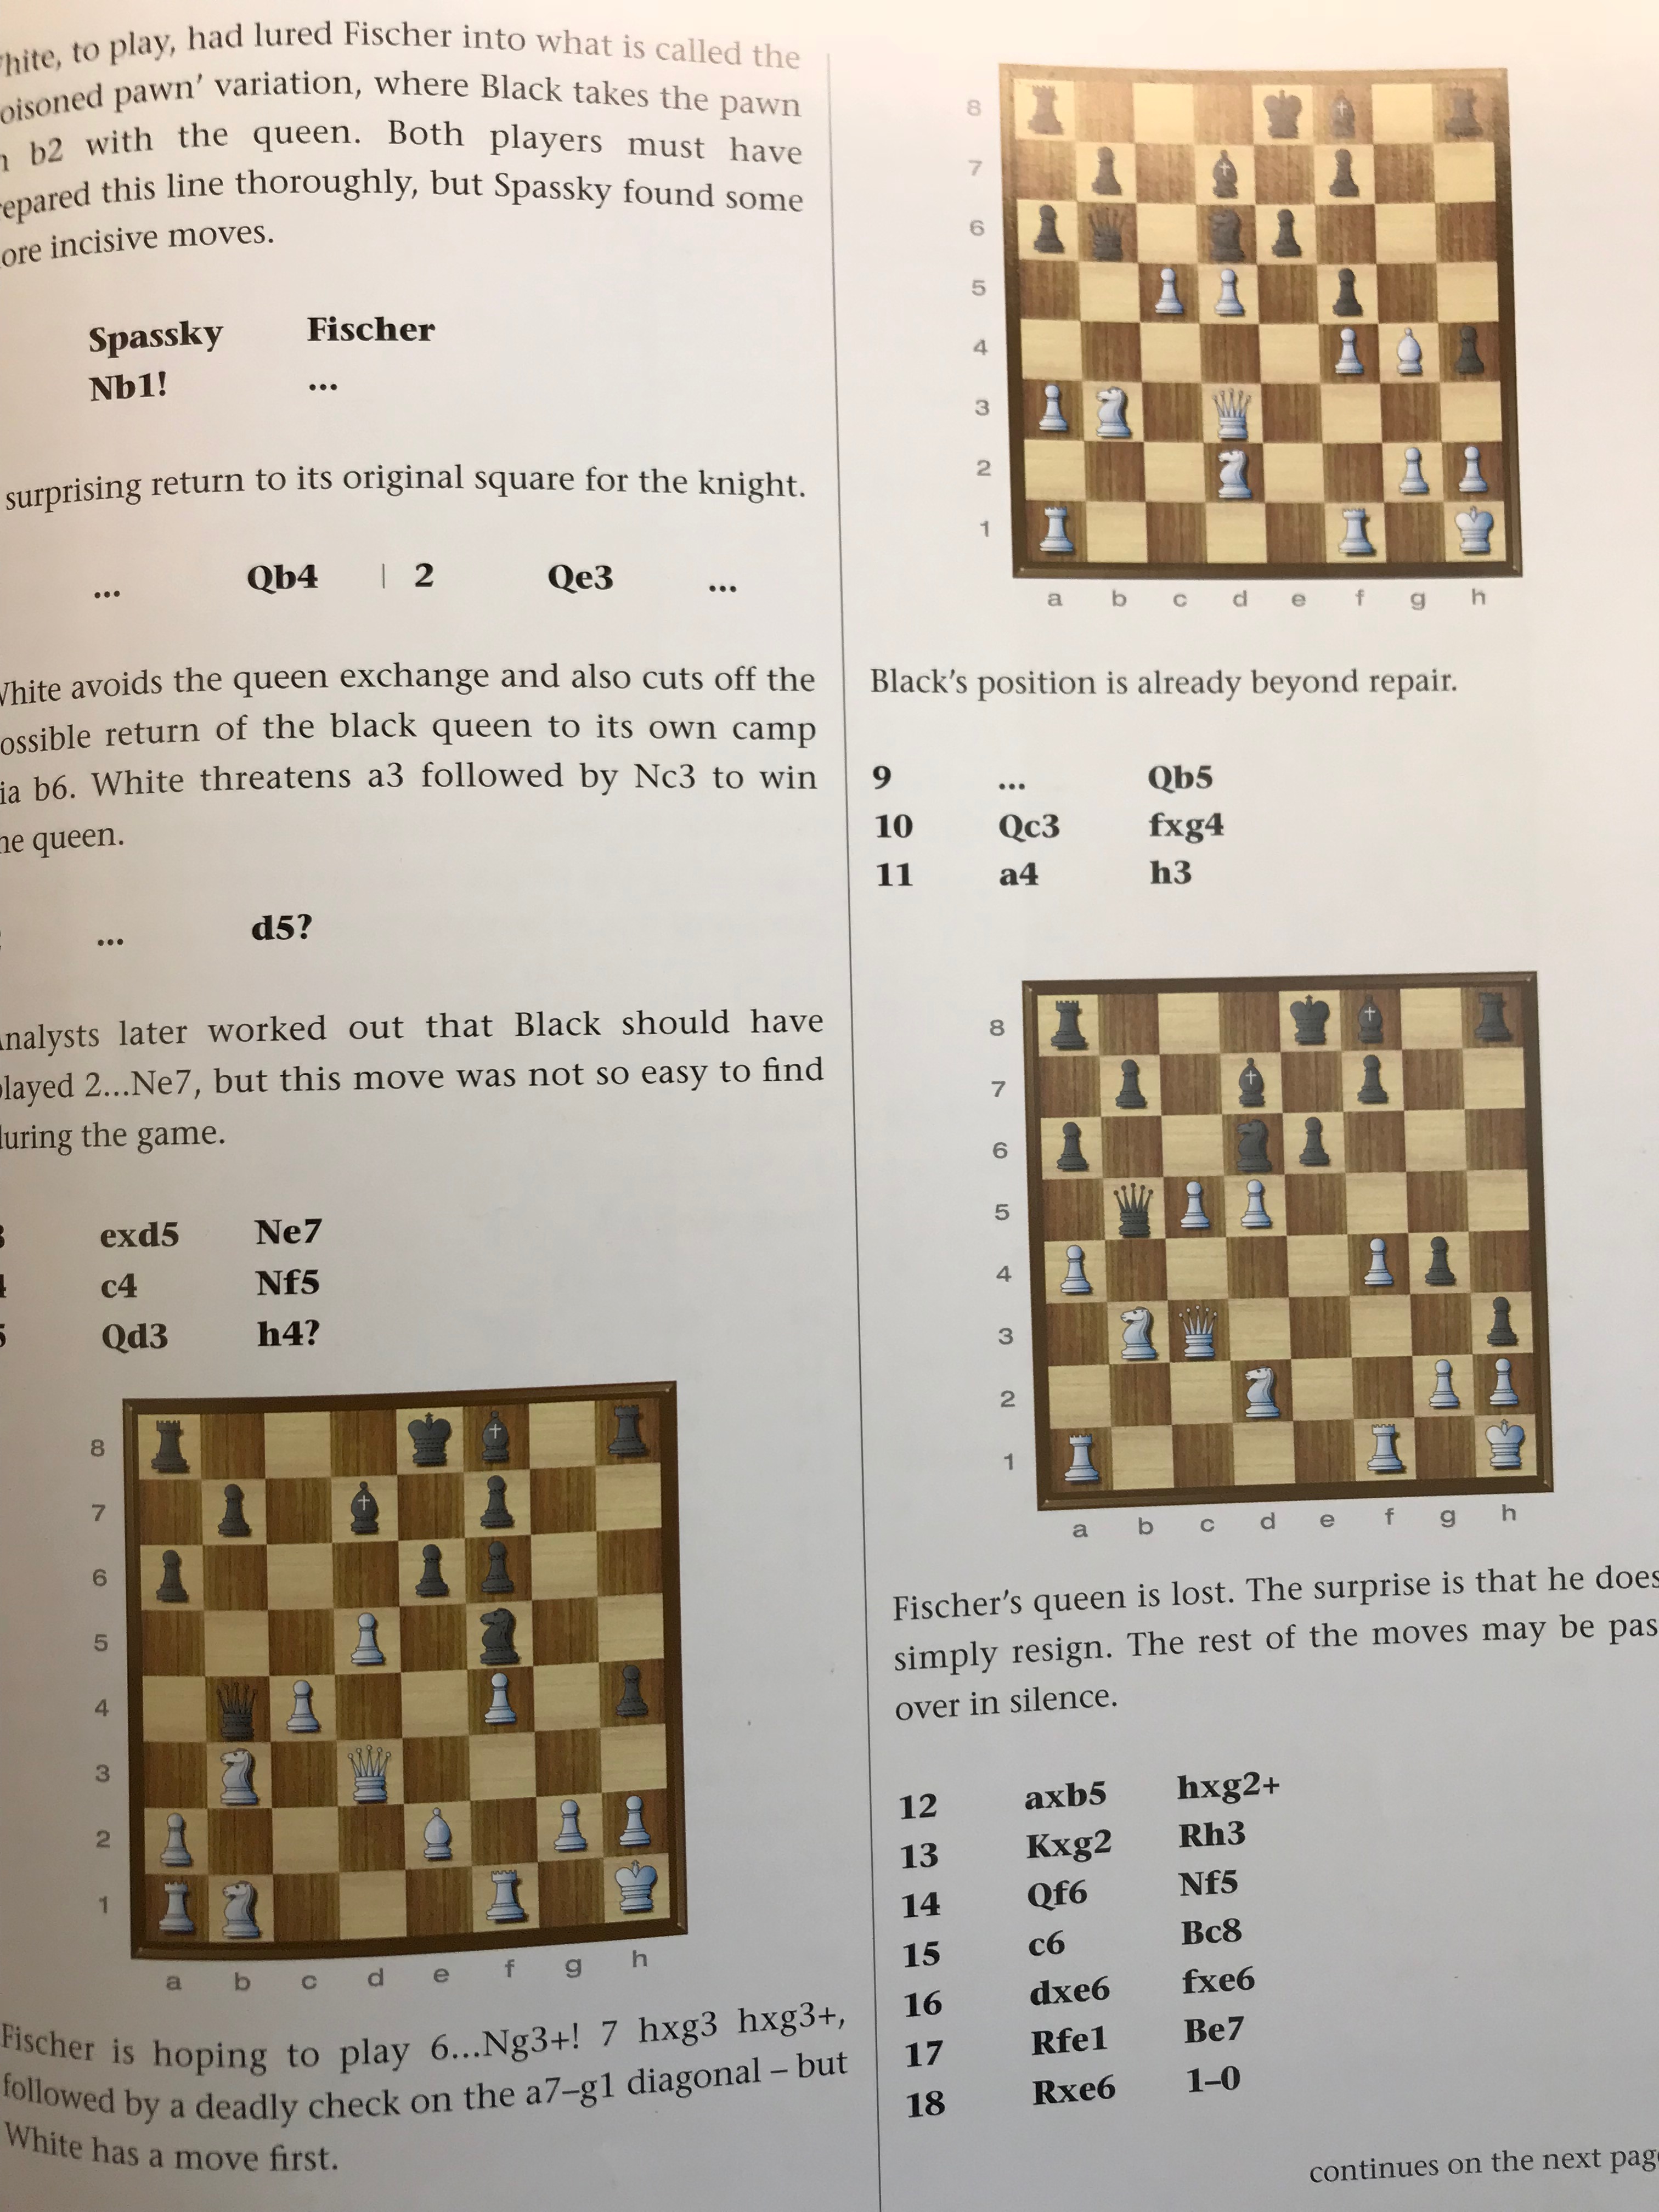 hite, to play, had lured Fischer into what is called the
oisoned pawn' variation, where Black takes the pawn
b2 with the queen. Both players must have
epared this line thoroughly, but Spassky found some
ore incisive moves.
Spassky Fischer
Nb1! ...
surprising return to its original square for the knight.
... Qb4 | 2 Qe3 ...
White avoids the queen exchange and also cuts off the
ossible return of the black queen to its own camp
ia b6. White threatens a3 followed by Nc3 to win
he queen.
... d5?
Analysts later worked out that Black should have
played 2...Ne7, but this move was not so easy to find
during the game.
3 exd5 Ne7
4 c4 Nf5
5 Qd3 h4?
8
7
6
5
4
3
2
1
a b c d e f g h
Fischer is hoping to play 6...Ng3+! 7 hxg3 hxg3+,
followed by a deadly check on the a7–g1 diagonal – but
White has a move first.
8
7
6
5
4
3
2
1
a b c d e f g h
Black's position is already beyond repair.
9 ... Qb5
10 Qc3 fxg4
11 a4 h3
8
7
6
5
4
3
2
1
a b c d e f g h
Fischer's queen is lost. The surprise is that he does
simply resign. The rest of the moves may be pas
over in silence.
12 axb5 hxg2+
13 Kxg2 Rh3
14 Qf6 Nf5
15 c6 Bc8
16 dxe6 fxe6
17 Rfe1 Be7
18 Rxe6 1–0
continues on the next pag